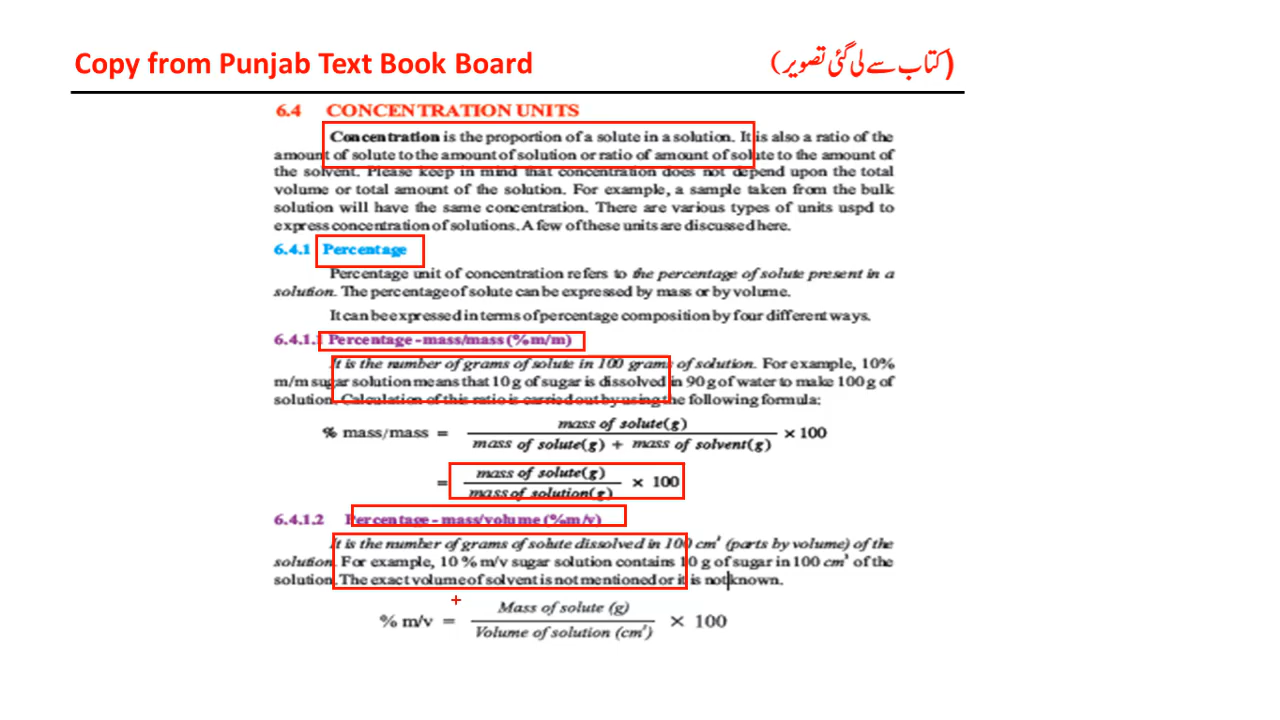 Copy from Punjab Text Book Board
(کتاب سے لی گئی تصویر)
6.4 CONCENTRATION UNITS
Concentration is the proportion of a solute in a solution. It is also a ratio of the
amount of solute to the amount of solution or ratio of amount of solute to the amount of
the solvent. Please keep in mind that concentration does not depend upon the total
volume or total amount of the solution. For example, a sample taken from the bulk
solution will have the same concentration. There are various types of units uspd to
express concentration of solutions. A few of these units are discussed here.
6.4.1 Percentage
Percentage unit of concentration refers to the percentage of solute present in a
solution. The percentage of solute can be expressed by mass or by volume.
It can be expressed in terms of percentage composition by four different ways.
6.4.1.1 Percentage - mass/mass (%m/m)
It is the number of grams of solute in 100 grams of solution. For example, 10%
m/m sugar solution means that 10 g of sugar is dissolved in 90 g of water to make 100 g of
solution. Calculation of this ratio is carried out by using the following formula:
% mass/mass = mass of solute(g) / mass of solute(g) + mass of solvent(g) × 100
= mass of solute(g) / mass of solution(g) × 100
6.4.1.2 Percentage - mass/volume (%m/v)
It is the number of grams of solute dissolved in 100 cm³ (parts by volume) of the
solution. For example, 10 % m/v sugar solution contains 10 g of sugar in 100 cm³ of the
solution. The exact volume of solvent is not mentioned or it is not known.
% m/v = Mass of solute (g) / Volume of solution (cm³) × 100